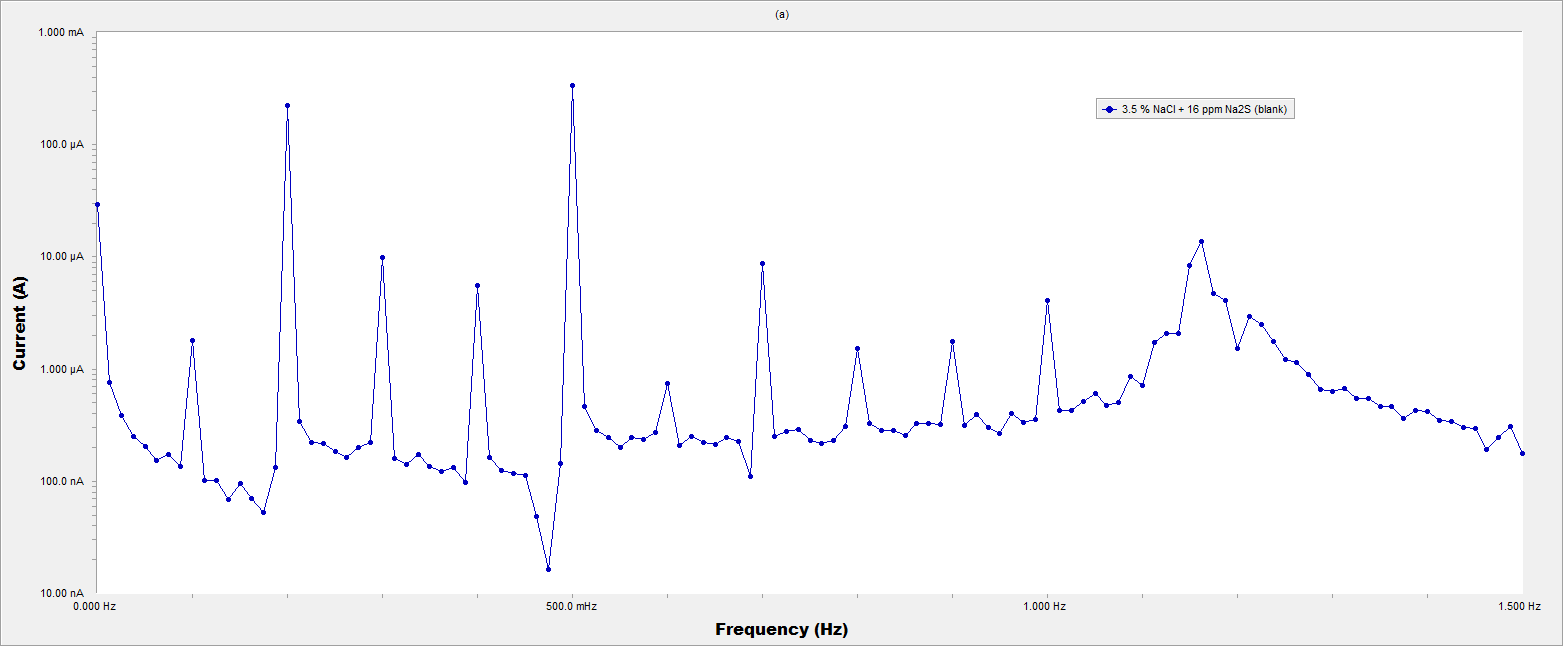 (a)
1.000 mA
100.0 µA
10.00 µA
1.000 µA
100.0 nA
10.00 nA
Current (A)
3.5 % NaCl + 16 ppm Na2S (blank)
0.000 Hz 500.0 mHz 1.000 Hz 1.500 Hz
Frequency (Hz)